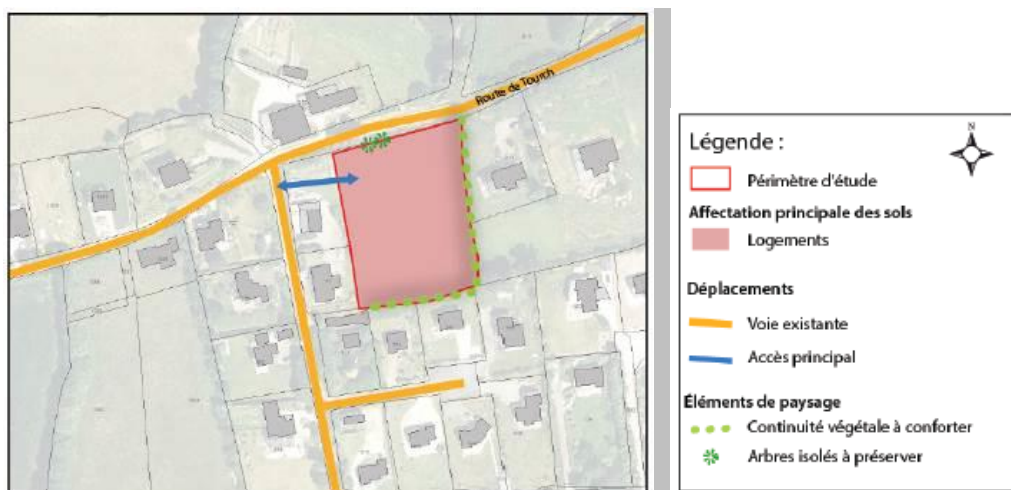 Route de Tourch
Légende :
N
Périmètre d'étude
Affectation principale des sols
Logements
Déplacements
Voie existante
Accès principal
Éléments de paysage
Continuité végétale à conforter
Arbres isolés à préserver